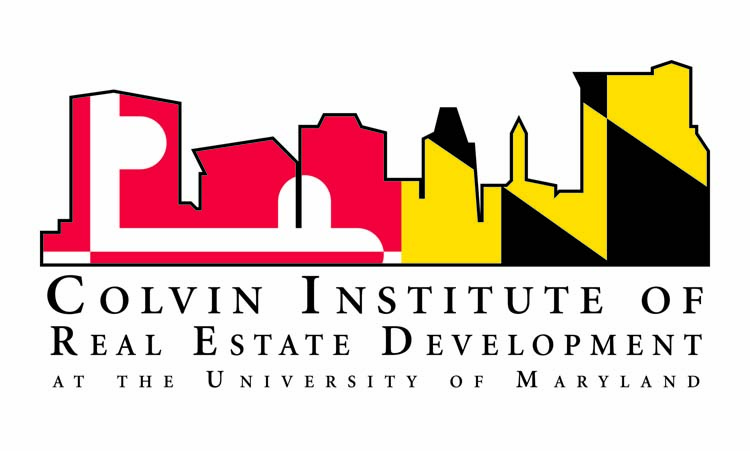 Colvin Institute of
Real Estate Development
at the University of Maryland